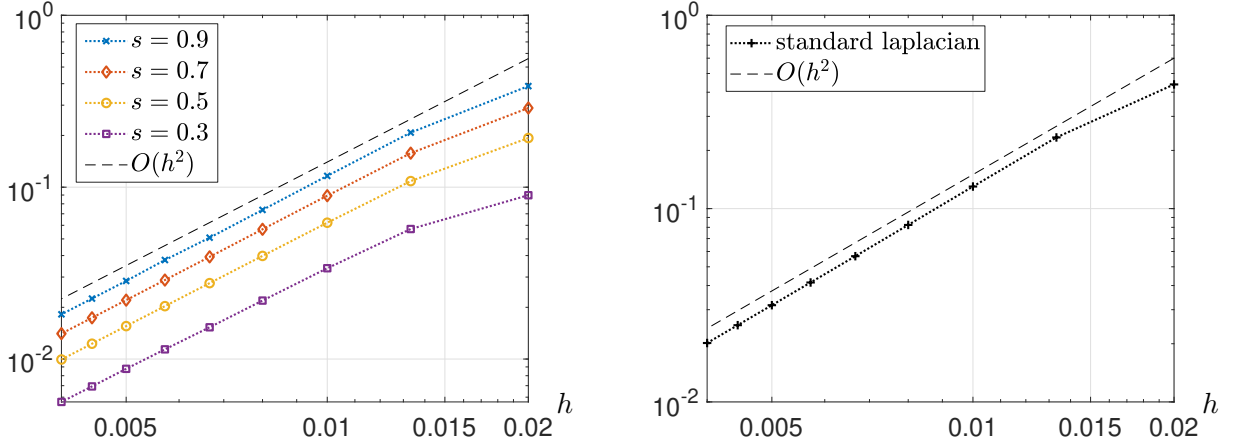 10^0
s = 0.9
s = 0.7
s = 0.5
s = 0.3
O(h^2)
10^-1
10^-2
0.005
0.01
0.015
0.02
h
10^0
standard laplacian
O(h^2)
10^-1
10^-2
0.005
0.01
0.015
0.02
h